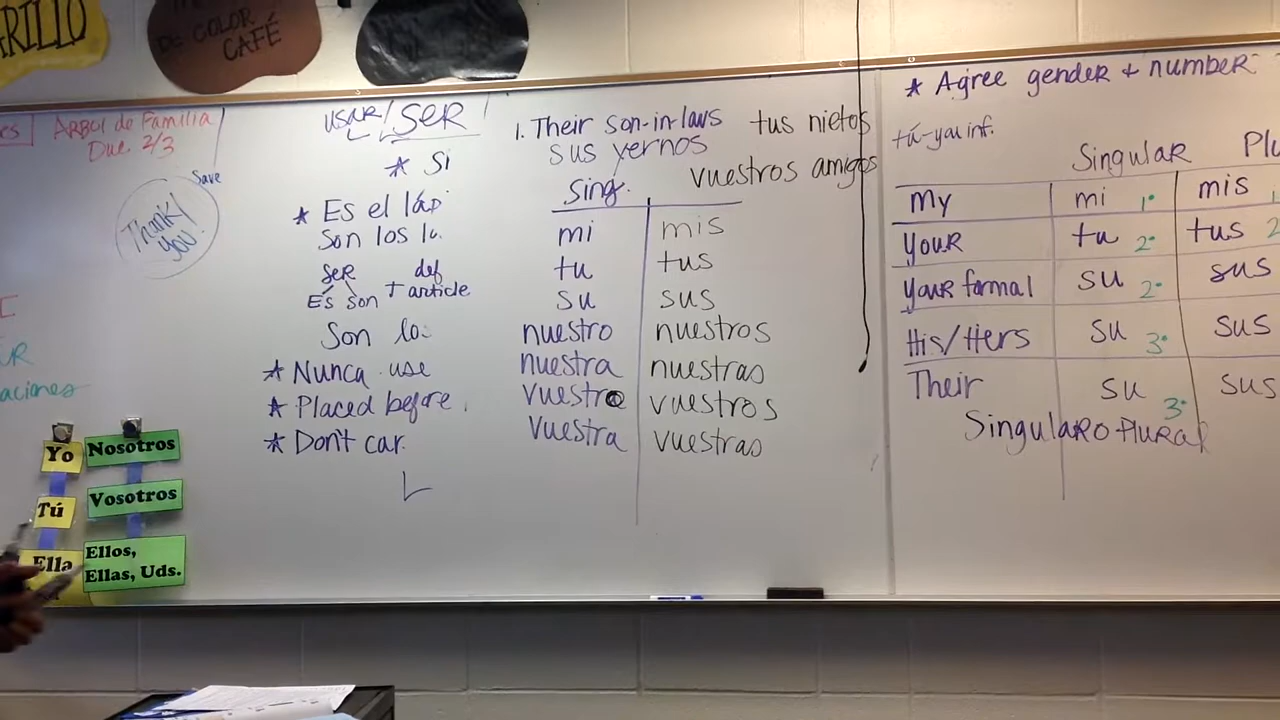 RILLO
DE COLOR
CAFÉ
ARBOL de Familia
Due 2/3
Save
Thank
you!
aciones
Yo
Tú
Ella
Nosotros
Vosotros
Ellos,
Ellas, Uds.
usar/SER
* Si
* Es el láp
Son los l
SER def
Es son + article
Son lo
* Nunca use
* Placed before
* Don't car
1. Their son-in-laws
sus yernos
tus nietos
vuestros amigos
Sing.
mi mis
tu tus
su sus
nuestro nuestros
nuestra nuestras
vuestro vuestros
vuestra vuestras
* Agree gender + number
tú-you inf.
Singular Plu
My mi 1° mis
your tu 2° tus 2
your formal su 2° sus
His/Hers su 3° sus
Their su 3° sus
Singular o Plural